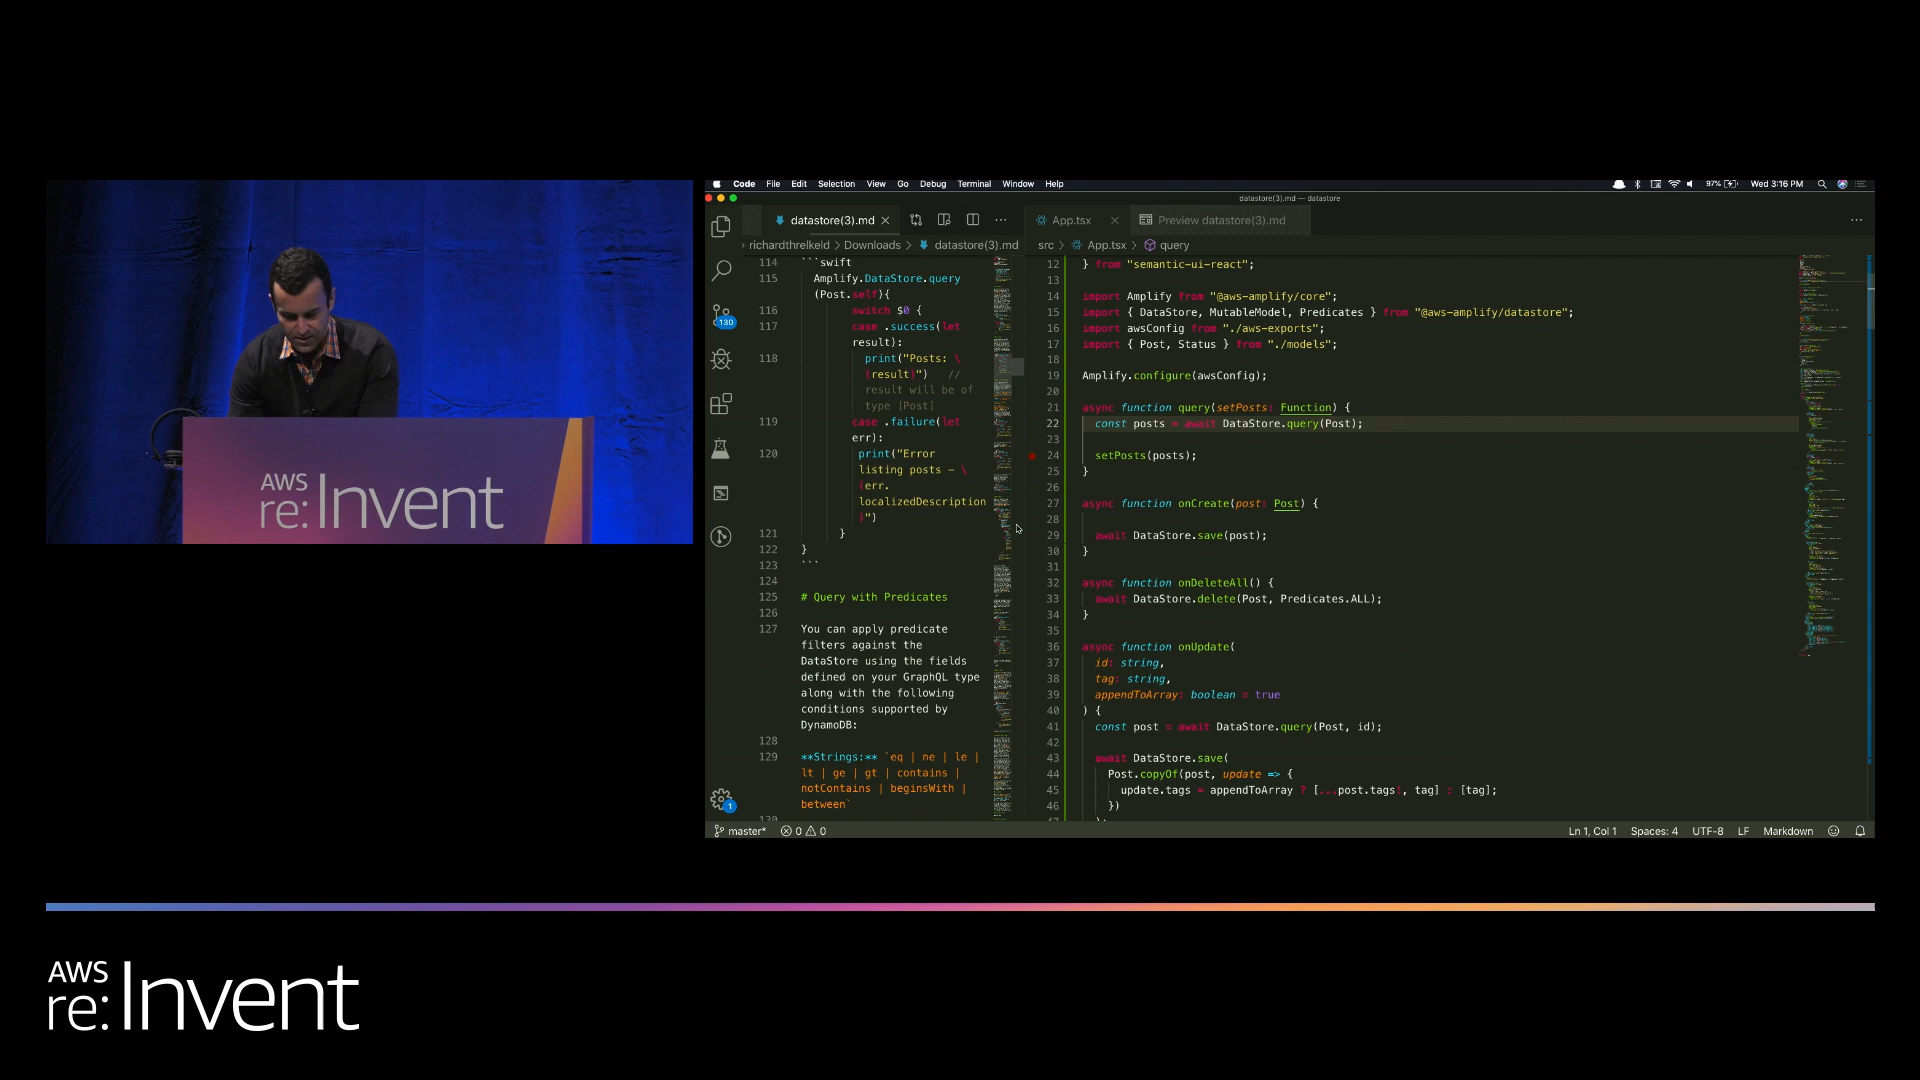 AWS
re:Invent
Code File Edit Selection View Go Debug Terminal Window Help
97% Wed 3:16 PM
datastore(3).md — datastore
datastore(3).md
App.tsx
Preview datastore(3).md
richardthrelkeld > Downloads > datastore(3).md
src > App.tsx > query
114 ```swift
115 Amplify.DataStore.query
(Post.self){
116 switch $0 {
117 case .success(let
result):
118 print("Posts: \
(result)") //
result will be of
type [Post]
119 case .failure(let
err):
120 print("Error
listing posts - \
(err.
localizedDescription
)")
121 }
122 }
123 ```
124
125 # Query with Predicates
126
127 You can apply predicate
filters against the
DataStore using the fields
defined on your GraphQL type
along with the following
conditions supported by
DynamoDB:
128
129 **Strings:** `eq | ne | le |
lt | ge | gt | contains |
notContains | beginsWith |
between`
130
12 } from "semantic-ui-react";
13
14 import Amplify from "@aws-amplify/core";
15 import { DataStore, MutableModel, Predicates } from "@aws-amplify/datastore";
16 import awsConfig from "./aws-exports";
17 import { Post, Status } from "./models";
18
19 Amplify.configure(awsConfig);
20
21 async function query(setPosts: Function) {
22 const posts = await DataStore.query(Post);
23
24 setPosts(posts);
25 }
26
27 async function onCreate(post: Post) {
28
29 await DataStore.save(post);
30 }
31
32 async function onDeleteAll() {
33 await DataStore.delete(Post, Predicates.ALL);
34 }
35
36 async function onUpdate(
37 id: string,
38 tag: string,
39 appendToArray: boolean = true
40 ) {
41 const post = await DataStore.query(Post, id);
42
43 await DataStore.save(
44 Post.copyOf(post, update => {
45 update.tags = appendToArray ? [...post.tags!, tag] : [tag];
46 })
47 );
130
1
master* 0 0
Ln 1, Col 1 Spaces: 4 UTF-8 LF Markdown
AWS
re:Invent